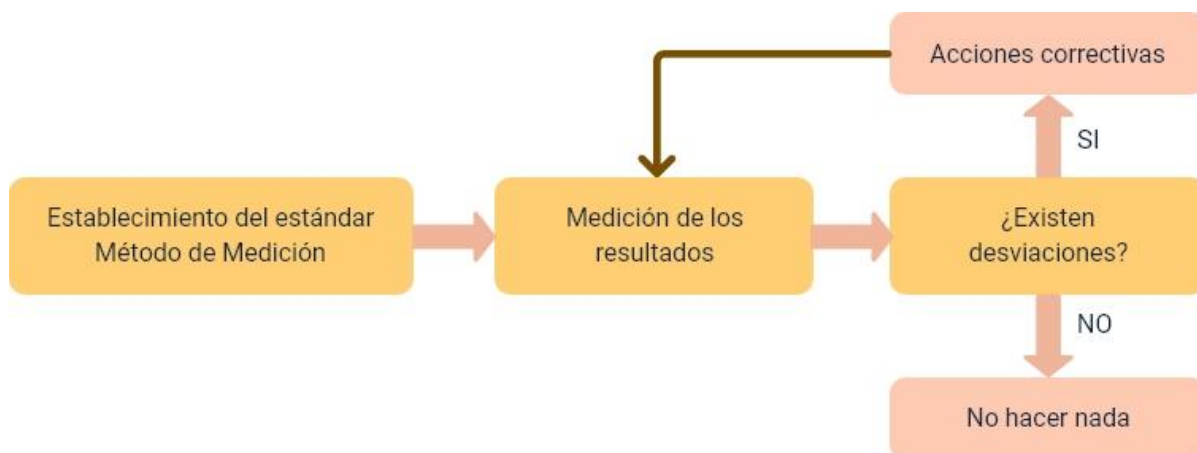 Acciones correctivas
SI
Establecimiento del estándar
Método de Medición
Medición de los
resultados
¿Existen
desviaciones?
NO
No hacer nada